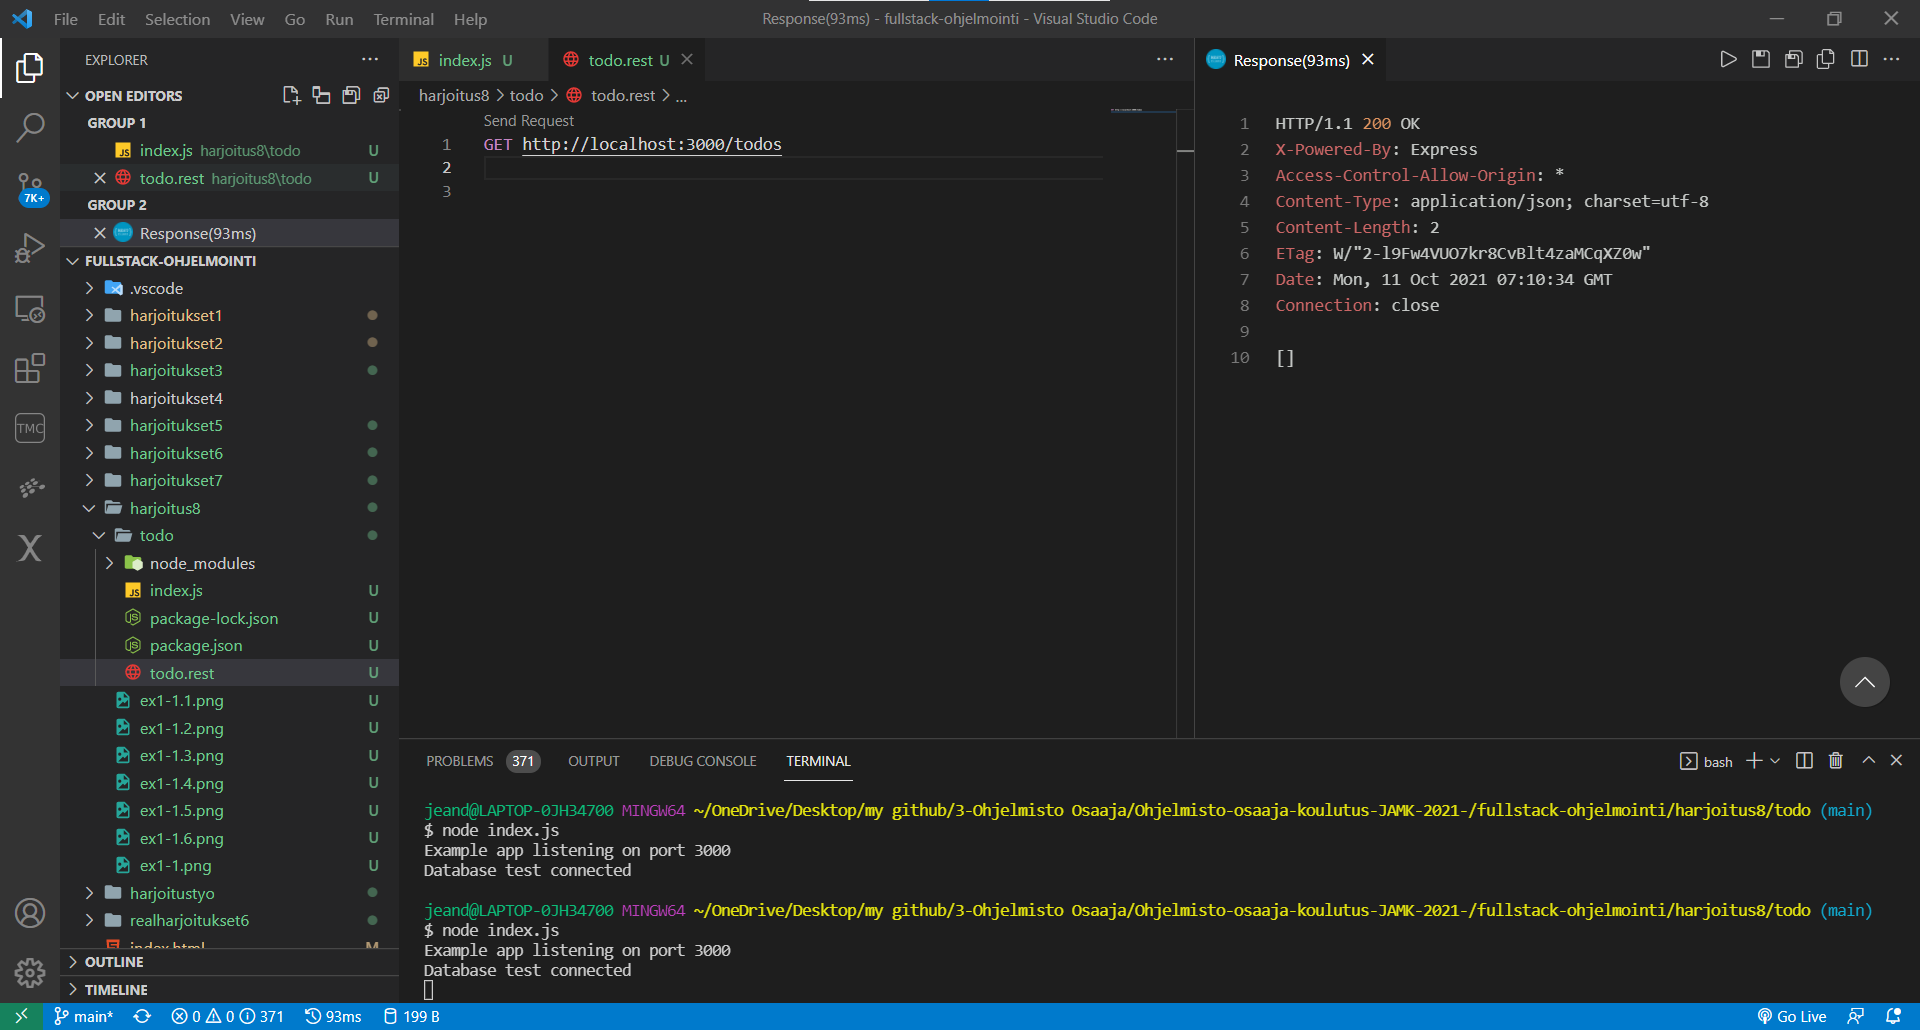 File Edit Selection View Go Run Terminal Help
Response(93ms) - fullstack-ohjelmointi - Visual Studio Code
EXPLORER
OPEN EDITORS
GROUP 1
JS index.js harjoitus8\todo U
todo.rest harjoitus8\todo U
GROUP 2
Response(93ms)
FULLSTACK-OHJELMOINTI
.vscode
harjoitukset1
harjoitukset2
harjoitukset3
harjoitukset4
harjoitukset5
harjoitukset6
harjoitukset7
harjoitus8
todo
node_modules
JS index.js U
package-lock.json U
package.json U
todo.rest U
ex1-1.1.png U
ex1-1.2.png U
ex1-1.3.png U
ex1-1.4.png U
ex1-1.5.png U
ex1-1.6.png U
ex1-1.png U
harjoitustyo
realharjoitukset6
index.html M
OUTLINE
TIMELINE
7K+
TMC
JS index.js U
todo.rest U
harjoitus8 > todo > todo.rest > ...
Send Request
1 GET http://localhost:3000/todos
2
3
Response(93ms)
1 HTTP/1.1 200 OK
2 X-Powered-By: Express
3 Access-Control-Allow-Origin: *
4 Content-Type: application/json; charset=utf-8
5 Content-Length: 2
6 ETag: W/"2-l9Fw4VUO7kr8CvBlt4zaMCqXZ0w"
7 Date: Mon, 11 Oct 2021 07:10:34 GMT
8 Connection: close
9
10 []
PROBLEMS 371 OUTPUT DEBUG CONSOLE TERMINAL
bash
jeand@LAPTOP-0JH34700 MINGW64 ~/OneDrive/Desktop/my github/3-Ohjelmisto Osaaja/Ohjelmisto-osaaja-koulutus-JAMK-2021-/fullstack-ohjelmointi/harjoitus8/todo (main)
$ node index.js
Example app listening on port 3000
Database test connected
jeand@LAPTOP-0JH34700 MINGW64 ~/OneDrive/Desktop/my github/3-Ohjelmisto Osaaja/Ohjelmisto-osaaja-koulutus-JAMK-2021-/fullstack-ohjelmointi/harjoitus8/todo (main)
$ node index.js
Example app listening on port 3000
Database test connected
main* 0 0 371 93ms 199 B
Go Live